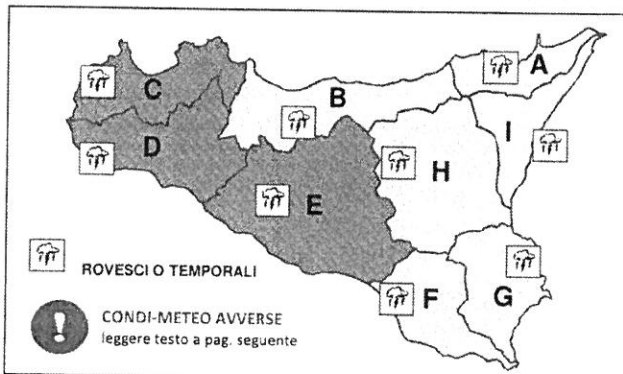 A
B
C
I
D
H
E
F
G
ROVESCI O TEMPORALI
CONDI-METEO AVVERSE
leggere testo a pag. seguente